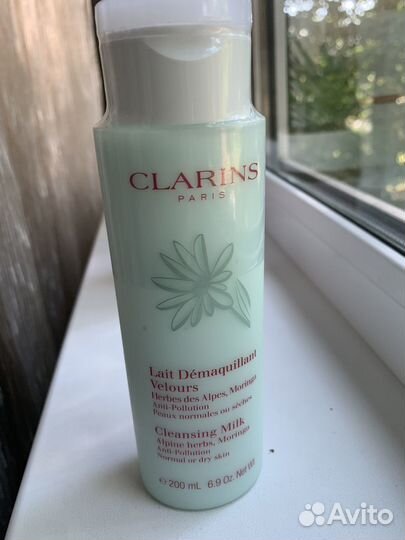 CLARINS
PARIS
Lait Démaquillant
Velours
Herbes des Alpes, Moringa
Anti-Pollution
Peaux normales ou sèches
Cleansing Milk
Alpine herbs, Moringa
Anti-Pollution
Normal or dry skin
℮ 200 mL 6.9 Oz. Net Wt.
Avito